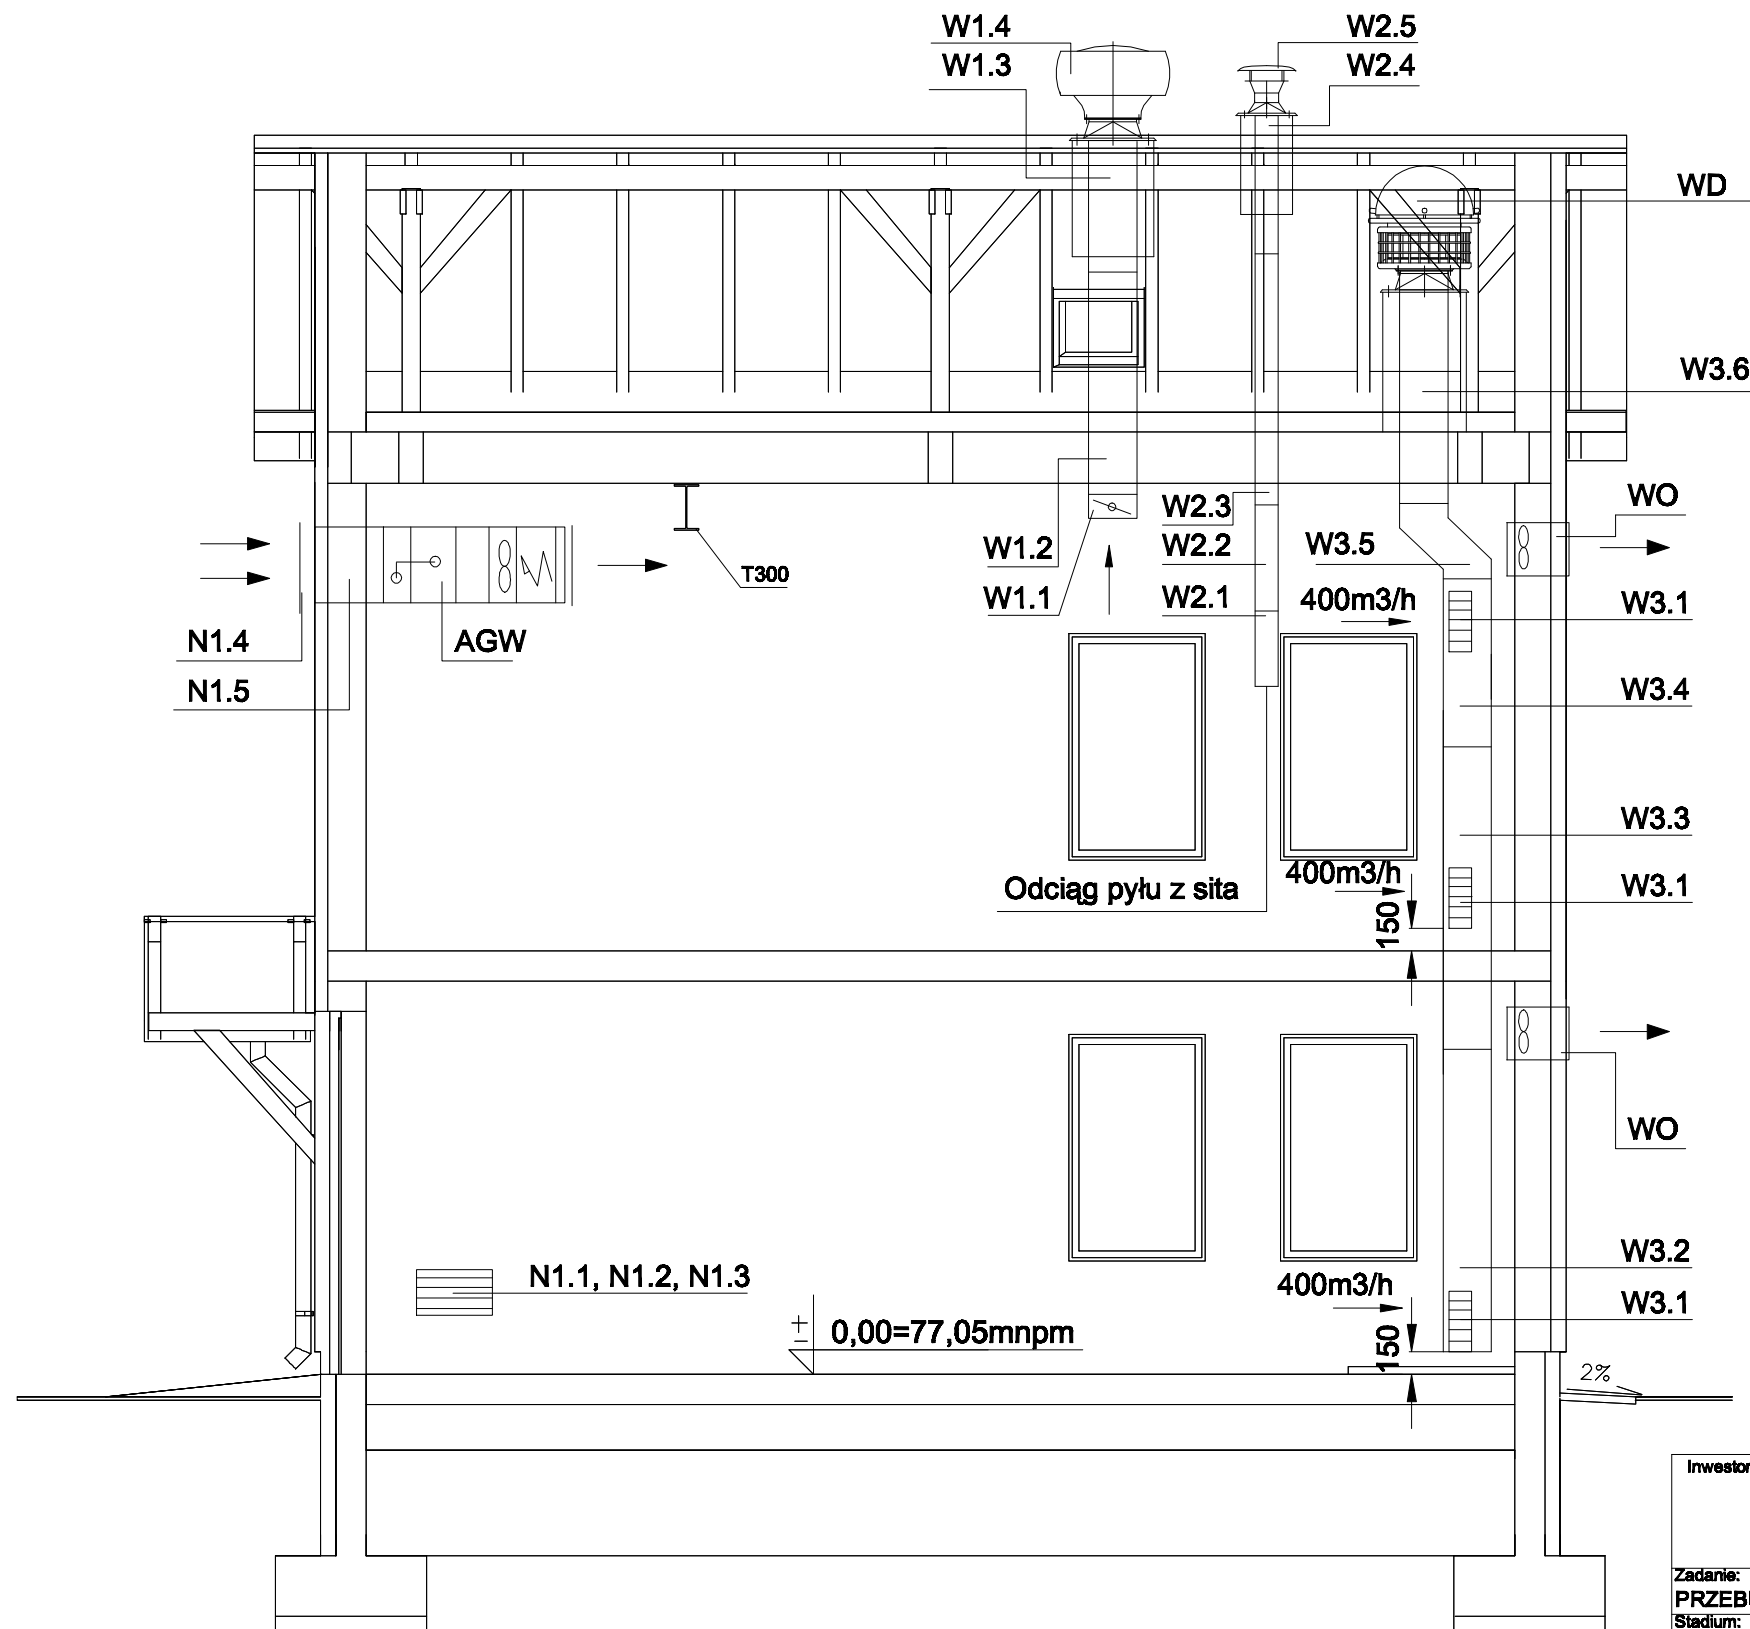 W1.4
W2.5
W1.3
W2.4
WD
W3.6
WO
W2.3
W1.2
W2.2
W3.5
T300
W1.1
W2.1
400m3/h
W3.1
N1.4
AGW
N1.5
W3.4
W3.3
400m3/h
Odciąg pyłu z sita
W3.1
150
WO
W3.2
N1.1, N1.2, N1.3
400m3/h
W3.1
± 0,00=77,05mnpm
150
2%
Inwestor
Zadanie:
PRZEB
Stadium: